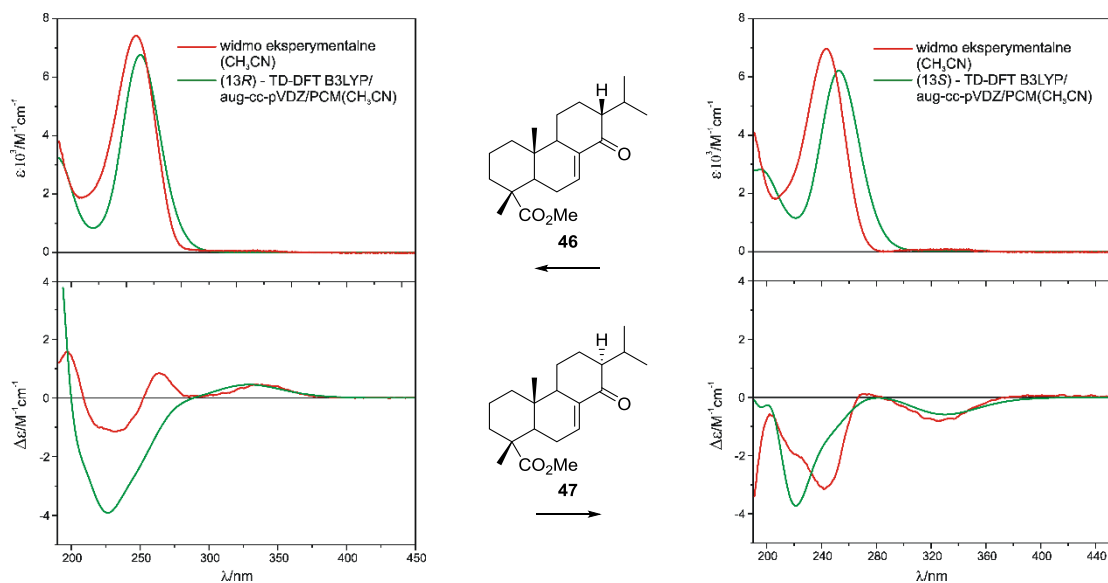 8
6
4
2
0
ε·10³/M⁻¹cm⁻¹
widmo eksperymentalne
(CH₃CN)
(13R) - TD-DFT B3LYP/
aug-cc-pVDZ/PCM(CH₃CN)
4
2
0
-2
-4
Δε/M⁻¹cm⁻¹
200 250 300 350 400 450
λ/nm
H
O
CO₂Me
46
H
O
CO₂Me
47
8
6
4
2
0
ε·10³/M⁻¹cm⁻¹
widmo eksperymentalne
(CH₃CN)
(13S) - TD-DFT B3LYP/
aug-cc-pVDZ/PCM(CH₃CN)
4
2
0
-2
-4
Δε/M⁻¹cm⁻¹
200 240 280 320 360 400 440
λ/nm